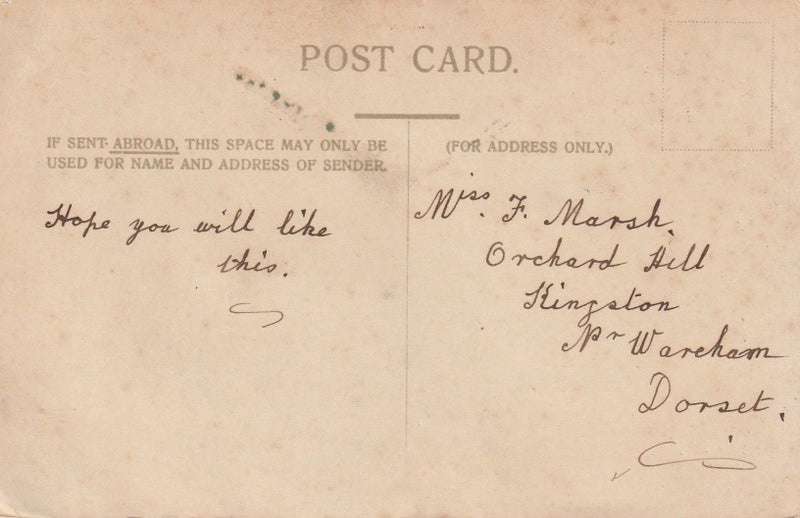 POST CARD.
IF SENT ABROAD, THIS SPACE MAY ONLY BE
USED FOR NAME AND ADDRESS OF SENDER.
Hope you will like
this.
(FOR ADDRESS ONLY.)
Miss. F. Marsh.
Orchard Hill
Kingston
Nr Wareham
Dorset.